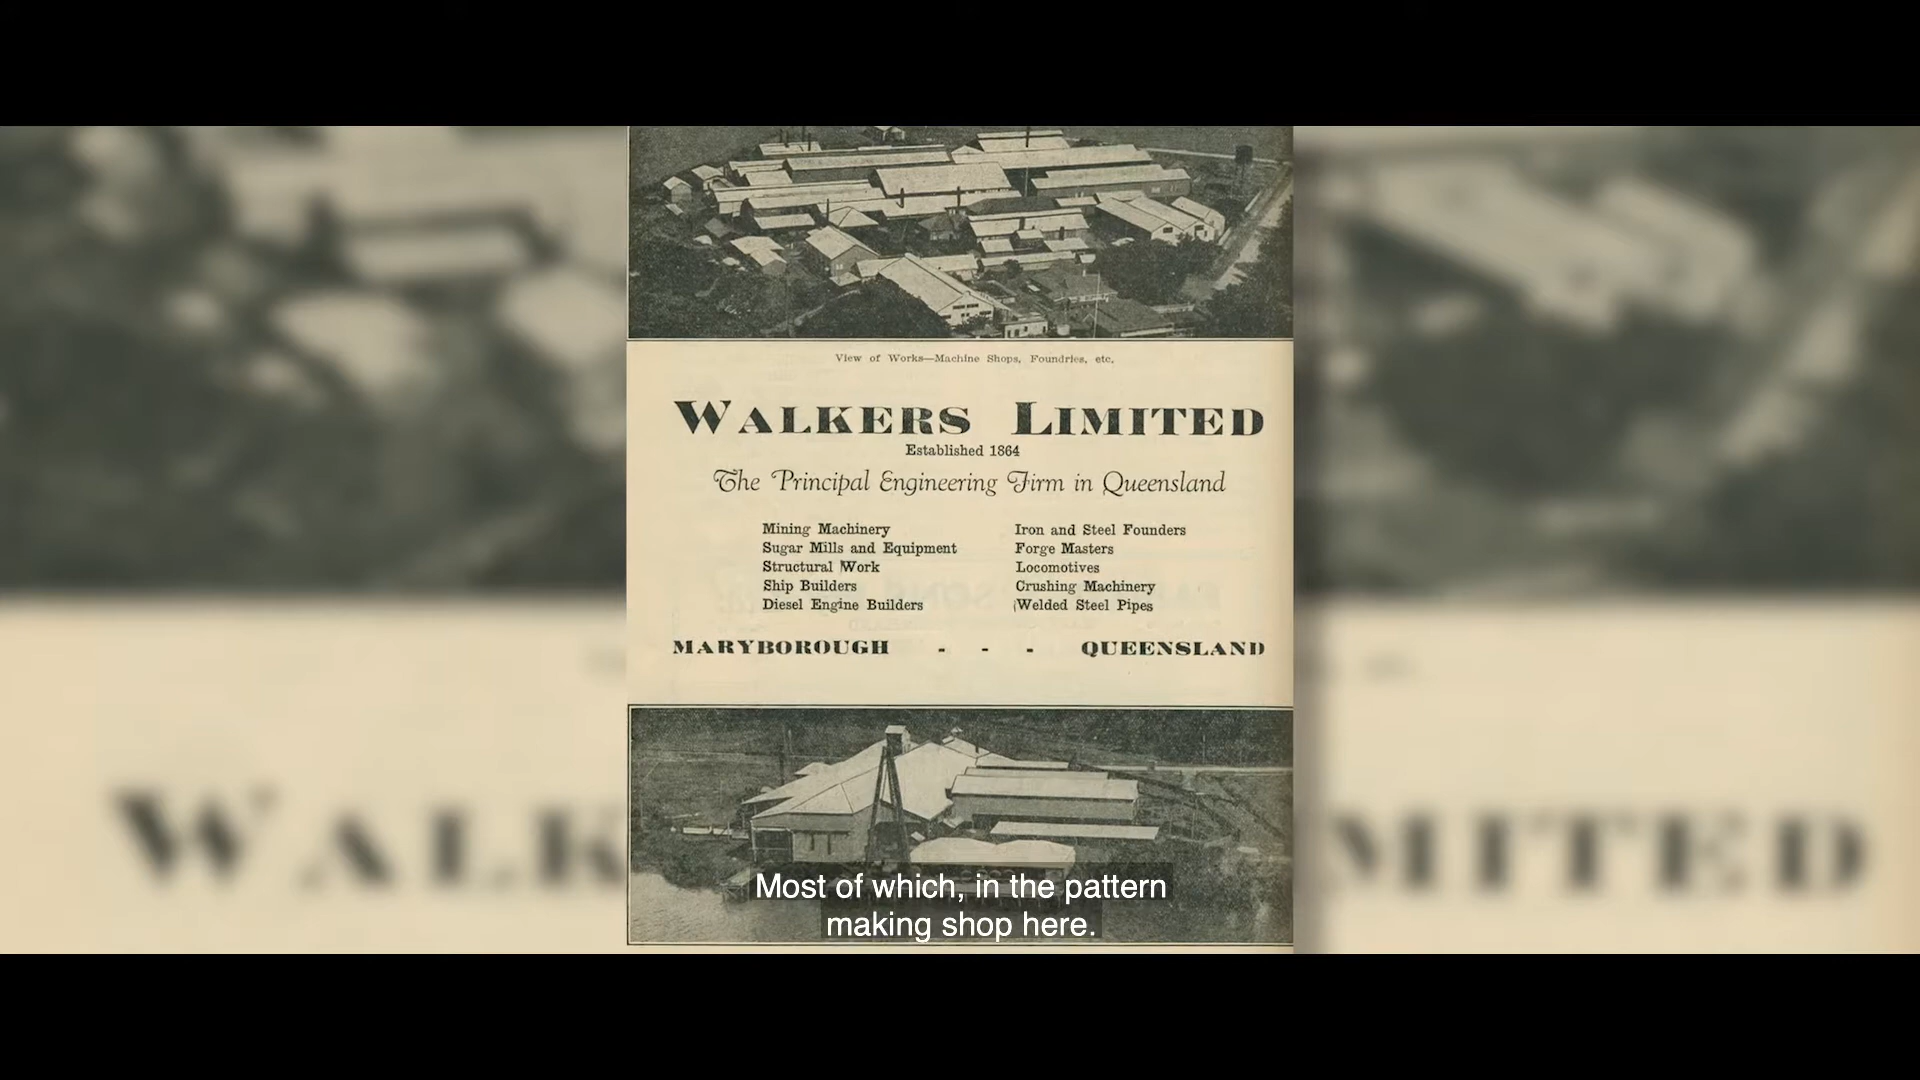 View of Works—Machine Shops, Foundries, etc.
WALKERS LIMITED
Established 1864
The Principal Engineering Firm in Queensland
Mining Machinery
Sugar Mills and Equipment
Structural Work
Ship Builders
Diesel Engine Builders
Iron and Steel Founders
Forge Masters
Locomotives
Crushing Machinery
Welded Steel Pipes
MARYBOROUGH - - - QUEENSLAND
WALK
MITED
Most of which, in the pattern
making shop here.